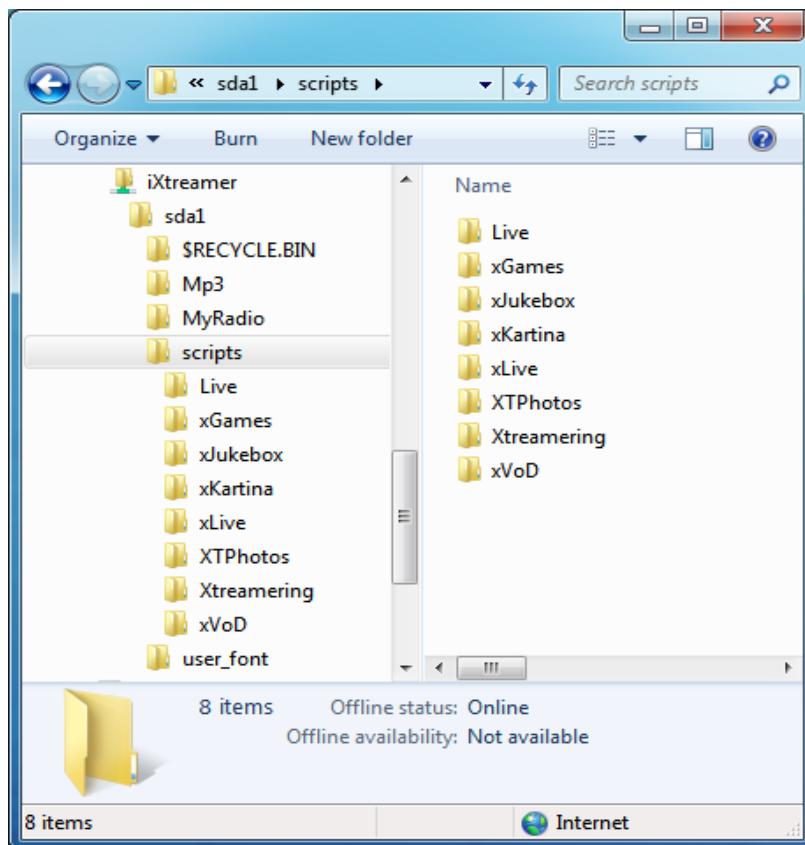 « sda1 scripts
Search scripts
Organize Burn New folder
iXtreamer
sda1
$RECYCLE.BIN
Mp3
MyRadio
scripts
Live
xGames
xJukebox
xKartina
xLive
XTPhotos
Xtreamering
xVoD
user_font
Name
Live
xGames
xJukebox
xKartina
xLive
XTPhotos
Xtreamering
xVoD
8 items Offline status: Online
Offline availability: Not available
8 items Internet